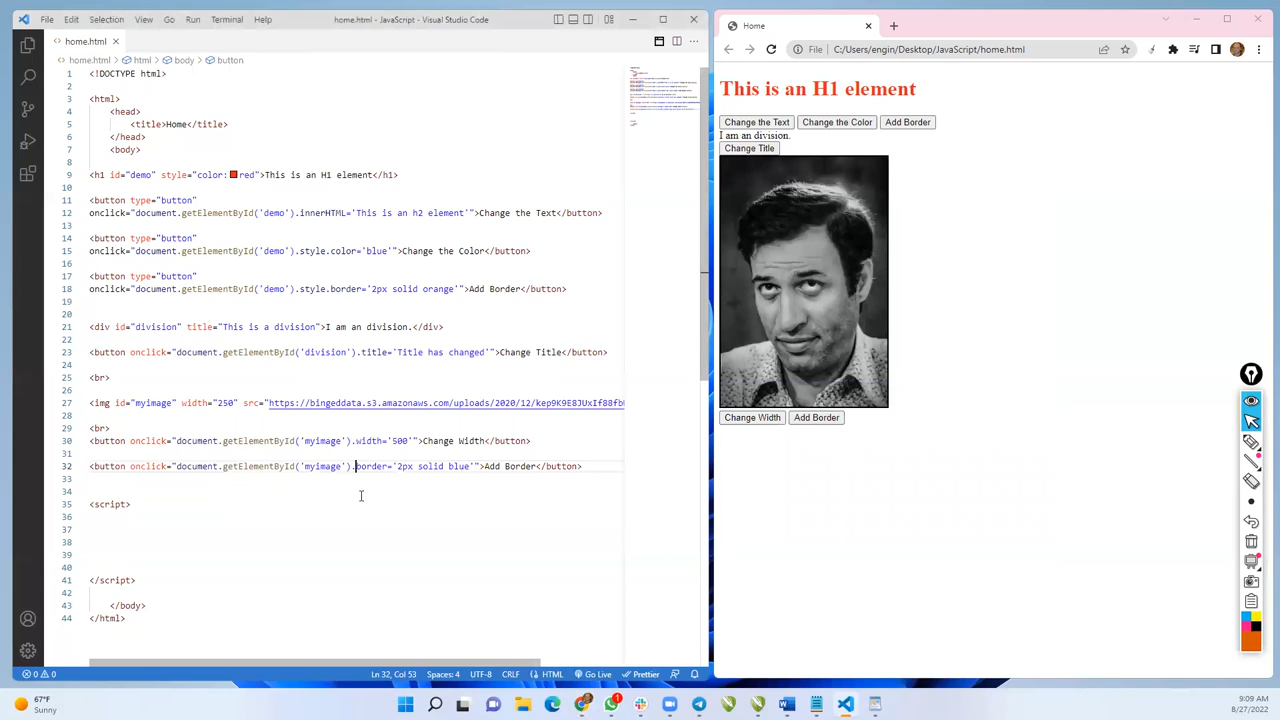 File Edit Selection View Go Run Terminal Help home.html - JavaScript - Visual Studio Code
home.html
home.html > html > body > button
1 <!DOCTYPE html>
2
3 <html>
4 <head>
5 <title>Home</title>
6 </head>
7 <body>
8
9 <h1 id="demo" style="color: red">This is an H1 element</h1>
10
11 <button type="button"
12 onclick="document.getElementById('demo').innerHTML='This is an h2 element'">Change the Text</button>
13
14 <button type="button"
15 onclick="document.getElementById('demo').style.color='blue'">Change the Color</button>
16
17 <button type="button"
18 onclick="document.getElementById('demo').style.border='2px solid orange'">Add Border</button>
19
20
21 <div id="division" title="This is a division">I am an division.</div>
22
23 <button onclick="document.getElementById('division').title='Title has changed'">Change Title</button>
24
25 <br>
26
27 <img id="myimage" width="250" src="https://bingeddata.s3.amazonaws.com/uploads/2020/12/kep9K9E8JUxIf88fb
28
29
30 <button onclick="document.getElementById('myimage').width='500'">Change Width</button>
31
32 <button onclick="document.getElementById('myimage').border='2px solid blue'">Add Border</button>
33
34
35 <script>
36
37
38
39
40
41 </script>
42
43 </body>
44 </html>
0 0 Ln 32, Col 53 Spaces: 4 UTF-8 CRLF HTML Go Live Prettier
Home
File C:/Users/engin/Desktop/JavaScript/home.html
This is an H1 element
Change the Text Change the Color Add Border
I am an division.
Change Title
Change Width Add Border
67°F
Sunny
1
9:09 AM
8/27/2022